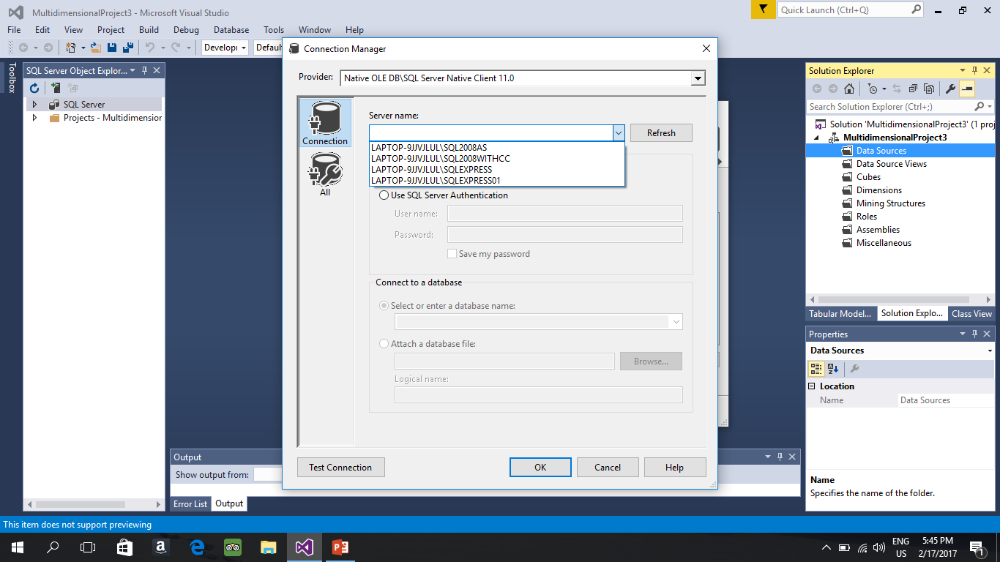 MultidimensionalProject3 - Microsoft Visual Studio
Quick Launch (Ctrl+Q)
File Edit View Project Build Debug Database Tools Window Help
Developı Defaul
Toolbox
SQL Server Object Explor...
SQL Server
Projects - Multidimension
Connection Manager
Provider: Native OLE DB\SQL Server Native Client 11.0
Connection
All
Server name:
Refresh
LAPTOP-9JJVJLUL\SQL2008AS
LAPTOP-9JJVJLUL\SQL2008WITHCC
LAPTOP-9JJVJLUL\SQLEXPRESS
LAPTOP-9JJVJLUL\SQLEXPRESS01
Use SQL Server Authentication
User name:
Password:
Save my password
Connect to a database
Select or enter a database name:
Attach a database file:
Browse...
Logical name:
Test Connection OK Cancel Help
Solution Explorer
Search Solution Explorer (Ctrl+;)
Solution 'MultidimensionalProject3' (1 proj
MultidimensionalProject3
Data Sources
Data Source Views
Cubes
Dimensions
Mining Structures
Roles
Assemblies
Miscellaneous
Tabular Model... Solution Explo... Class View
Properties
Data Sources
Location
Name Data Sources
Name
Specifies the name of the folder.
Output
Show output from:
Error List Output
This item does not support previewing
ENG
US
5:45 PM
2/17/2017
1